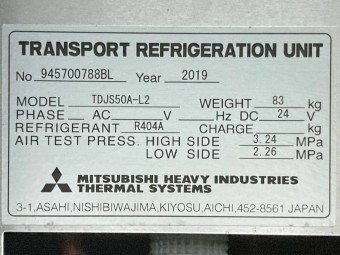 TRANSPORT REFRIGERATION UNIT
No 945700788BL Year 2019
MODEL TDJS50A-L2 WEIGHT 83 kg
PHASE AC V Hz DC 24 V
REFRIGERANT R404A CHARGE kg
AIR TEST PRESS. HIGH SIDE 3.24 MPa
LOW SIDE 2.26 MPa
MITSUBISHI HEAVY INDUSTRIES
THERMAL SYSTEMS
3-1,ASAHI,NISHIBIWAJIMA,KIYOSU,AICHI,452-8561 JAPAN